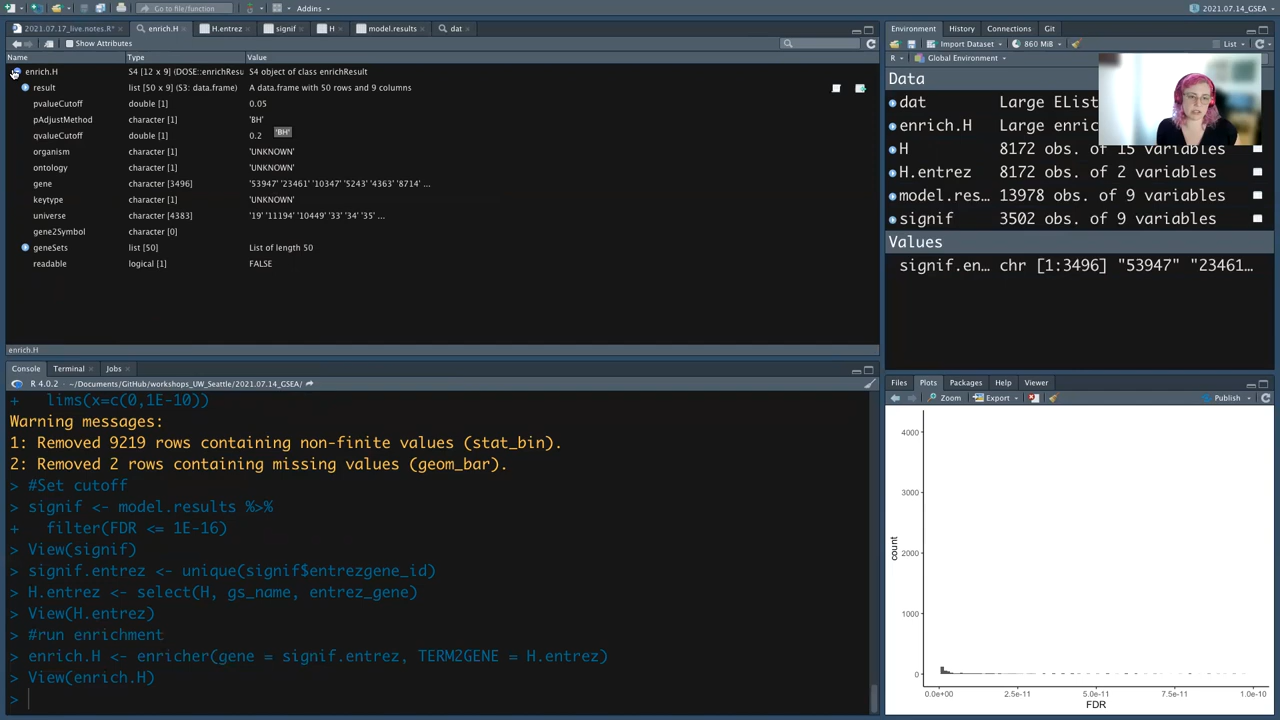 Go to file/function Addins 2021.07.14_GSEA
2021.07.17_live.notes.R* enrich.H H.entrez signif H model.results dat
Show Attributes
Name Type Value
enrich.H S4 [12 x 9] (DOSE::enrichResu S4 object of class enrichResult
result list [50 x 9] (S3: data.frame) A data.frame with 50 rows and 9 columns
pvalueCutoff double [1] 0.05
pAdjustMethod character [1] 'BH'
qvalueCutoff double [1] 0.2 'BH'
organism character [1] 'UNKNOWN'
ontology character [1] 'UNKNOWN'
gene character [3496] '53947' '23461' '10347' '5243' '4363' '8714' ...
keytype character [1] 'UNKNOWN'
universe character [4383] '19' '11194' '10449' '33' '34' '35' ...
gene2Symbol character [0]
geneSets list [50] List of length 50
readable logical [1] FALSE
enrich.H
Console Terminal Jobs
R 4.0.2 · ~/Documents/GitHub/workshops_UW_Seattle/2021.07.14_GSEA/
+ lims(x=c(0,1E-10))
Warning messages:
1: Removed 9219 rows containing non-finite values (stat_bin).
2: Removed 2 rows containing missing values (geom_bar).
> #Set cutoff
> signif <- model.results %>%
+ filter(FDR <= 1E-16)
> View(signif)
> signif.entrez <- unique(signif$entrezgene_id)
> H.entrez <- select(H, gs_name, entrez_gene)
> View(H.entrez)
> #run enrichment
> enrich.H <- enricher(gene = signif.entrez, TERM2GENE = H.entrez)
> View(enrich.H)
>
Environment History Connections Git
Import Dataset 860 MiB List
R Global Environment
Data
dat Large EList
enrich.H Large enric
H 8172 obs. of 15 variables
H.entrez 8172 obs. of 2 variables
model.res... 13978 obs. of 9 variables
signif 3502 obs. of 9 variables
Values
signif.en... chr [1:3496] "53947" "23461...
Files Plots Packages Help Viewer
Zoom Export Publish
4000
3000
2000
1000
0
count
0.0e+00 2.5e-11 5.0e-11 7.5e-11 1.0e-10
FDR